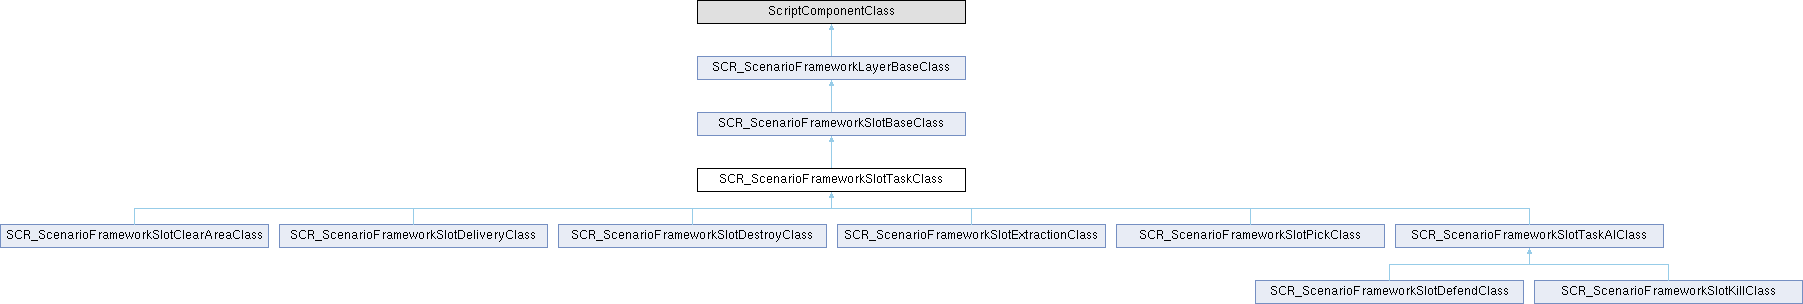 ScriptComponentClass
SCR_ScenarioFrameworkLayerBaseClass
SCR_ScenarioFrameworkSlotBaseClass
SCR_ScenarioFrameworkSlotTaskClass
SCR_ScenarioFrameworkSlotClearAreaClass
SCR_ScenarioFrameworkSlotDeliveryClass
SCR_ScenarioFrameworkSlotDestroyClass
SCR_ScenarioFrameworkSlotExtractionClass
SCR_ScenarioFrameworkSlotPickClass
SCR_ScenarioFrameworkSlotTaskAIClass
SCR_ScenarioFrameworkSlotDefendClass
SCR_ScenarioFrameworkSlotKillClass